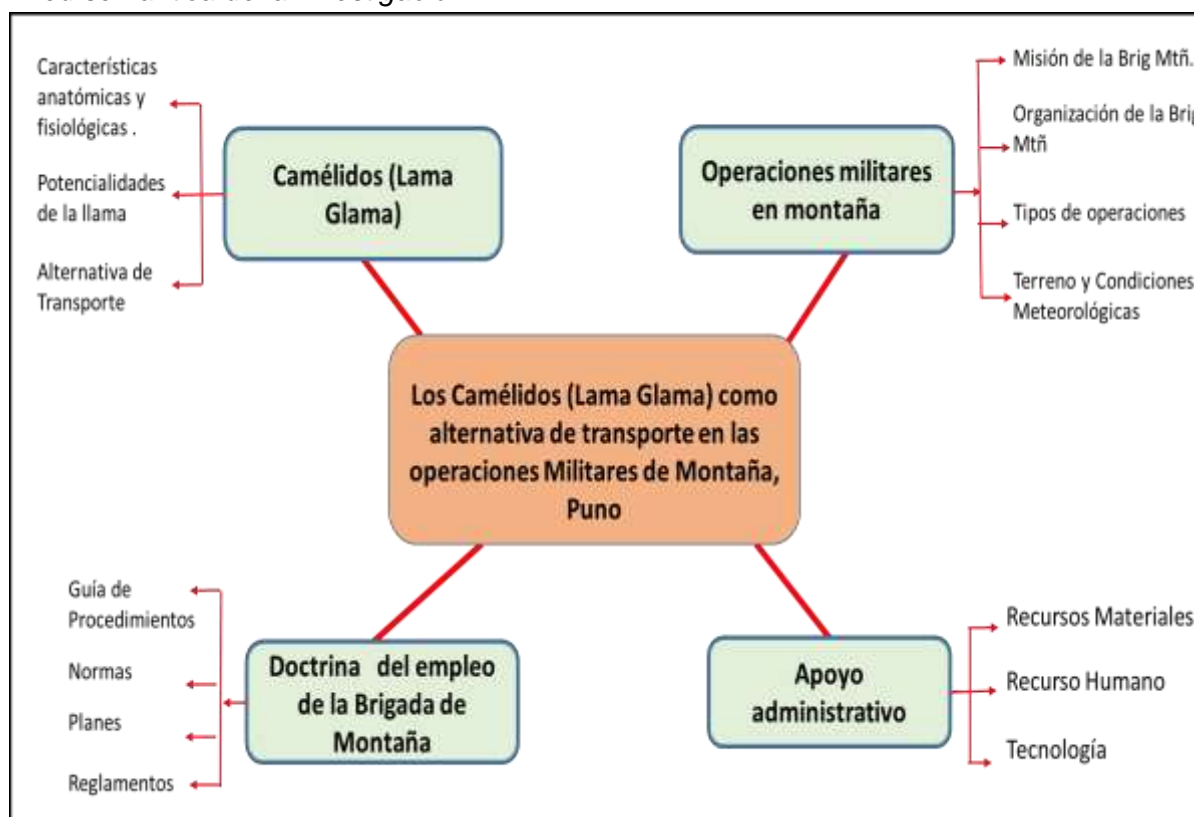 Características
anatómicas y
fisiológicas .
Potencialidades
de la llama
Alternativa de
Transporte
Camélidos (Lama
Glama)
Operaciones militares
en montaña
Misión de la Brig Mtñ.
Organización de la Brig
Mtñ
Tipos de operaciones
Terreno y Condiciones
Meteorológicas
Los Camélidos (Lama Glama) como
alternativa de transporte en las
operaciones Militares de Montaña,
Puno
Guía de
Procedimientos
Normas
Planes
Reglamentos
Doctrina del empleo
de la Brigada de
Montaña
Apoyo
administrativo
Recursos Materiales
Recurso Humano
Tecnología